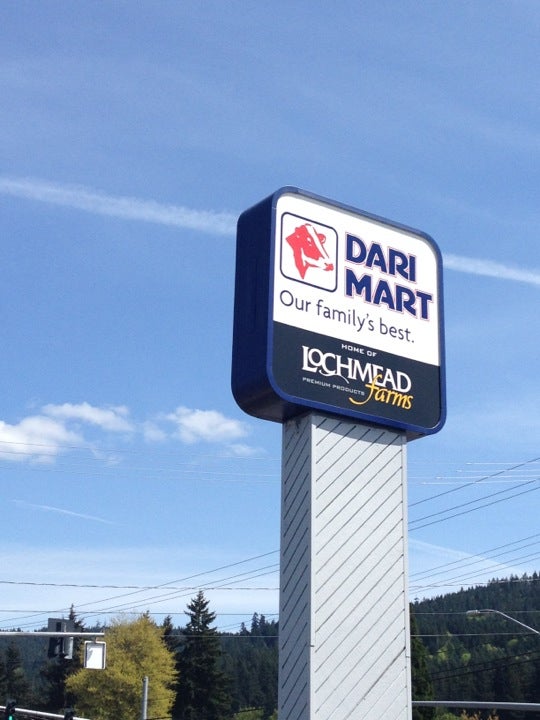 DARI
MART
Our family's best.
HOME OF
LOCHMEAD
PREMIUM PRODUCTS farms